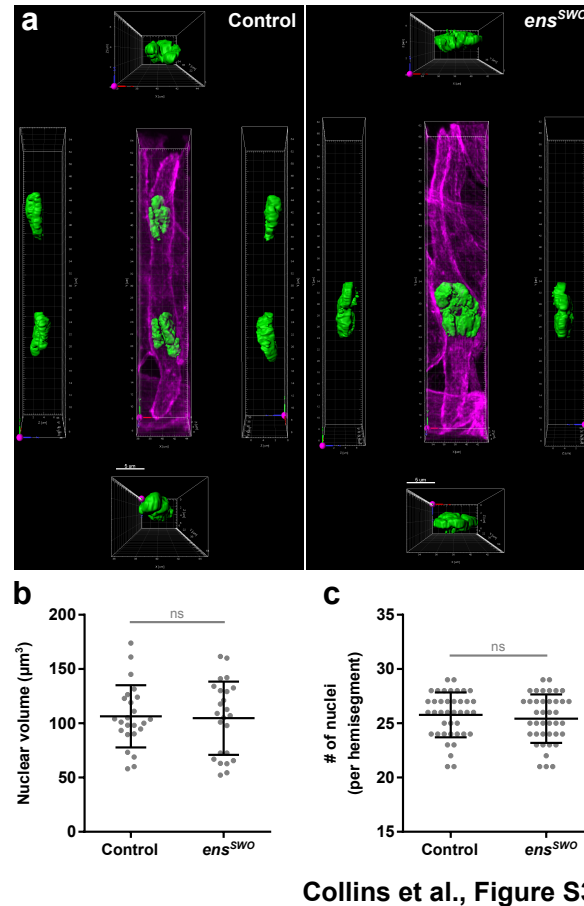 a
Control
ens^SWO
5 µm
5 µm
b
c
ns
ns
Nuclear volume (µm³)
200
150
100
50
0
Control
ens^SWO
# of nuclei
(per hemisegment)
35
30
25
20
15
Control
ens^SWO
Collins et al., Figure S3